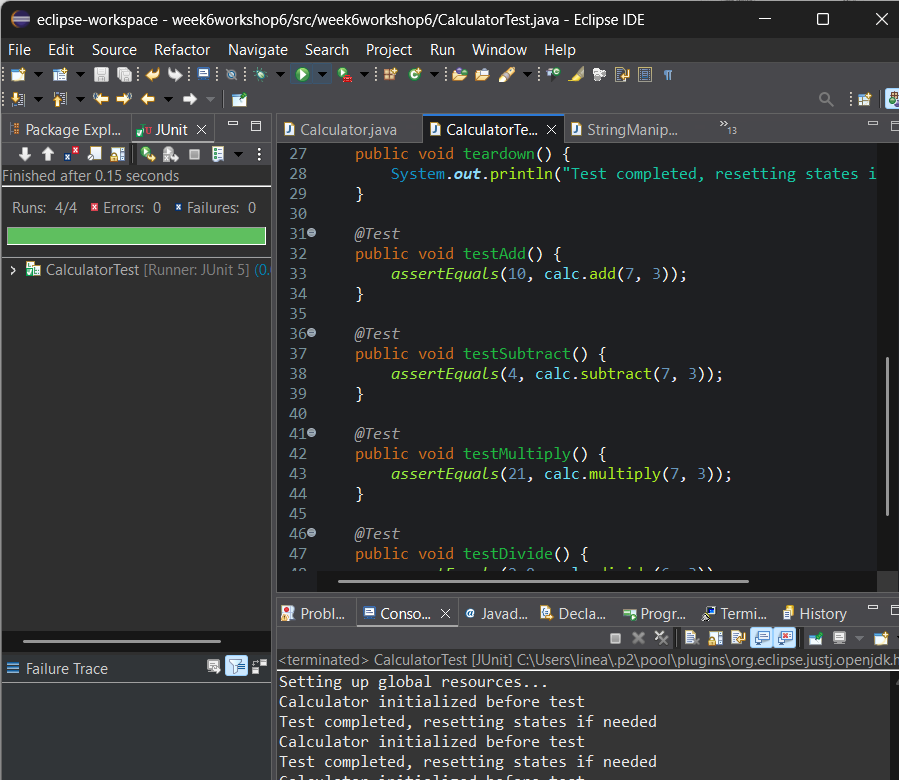 eclipse-workspace - week6workshop6/src/week6workshop6/CalculatorTest.java - Eclipse IDE
File Edit Source Refactor Navigate Search Project Run Window Help
Package Expl... JUnit
Finished after 0.15 seconds
Runs: 4/4 Errors: 0 Failures: 0
CalculatorTest [Runner: JUnit 5]
Failure Trace
Calculator.java CalculatorTe... StringManip... »13
27 public void teardown() {
28 System.out.println("Test completed, resetting states i
29 }
30
31 @Test
32 public void testAdd() {
33 assertEquals(10, calc.add(7, 3));
34 }
35
36 @Test
37 public void testSubtract() {
38 assertEquals(4, calc.subtract(7, 3));
39 }
40
41 @Test
42 public void testMultiply() {
43 assertEquals(21, calc.multiply(7, 3));
44 }
45
46 @Test
47 public void testDivide() {
Probl... Conso... Javad... Decla... Progr... Termi... History
<terminated> CalculatorTest [JUnit] C:\Users\linea\.p2\pool\plugins\org.eclipse.justj.openjdk.h
Setting up global resources...
Calculator initialized before test
Test completed, resetting states if needed
Calculator initialized before test
Test completed, resetting states if needed
Calculator initialized before test